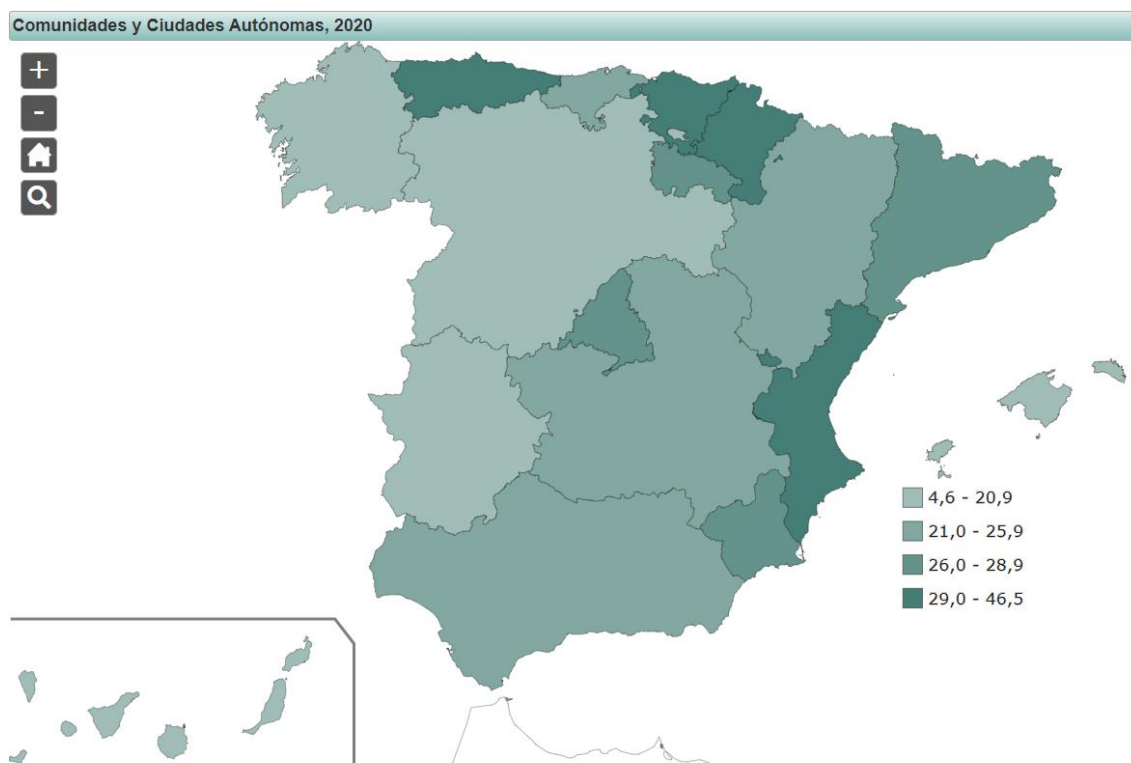 Comunidades y Ciudades Autónomas, 2020
+
-
4,6 - 20,9
21,0 - 25,9
26,0 - 28,9
29,0 - 46,5